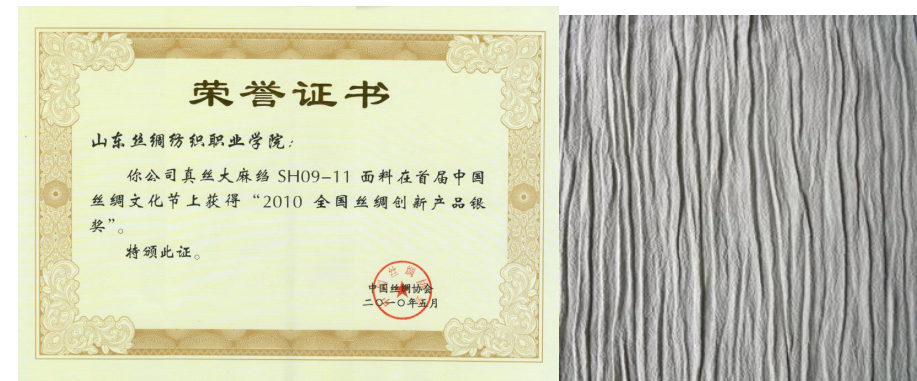 荣誉证书
山东丝绸纺织职业学院：
你公司真丝大麻绉 SH09-11 面料在首届中国
丝绸文化节上获得“2010 全国丝绸创新产品银
奖”。
特颁此证。
中国丝绸协会
二〇一〇年五月